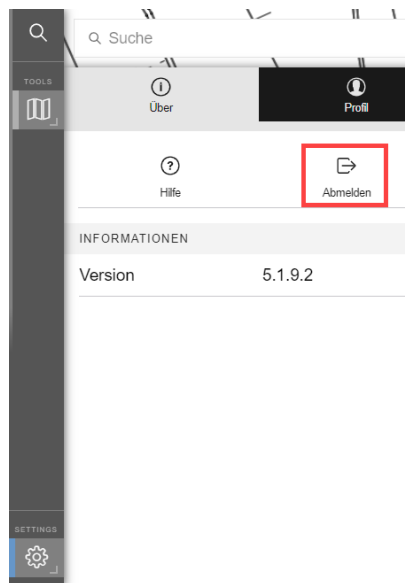 Suche
TOOLS
Über
Profil
Hilfe
Abmelden
INFORMATIONEN
Version 5.1.9.2
SETTINGS